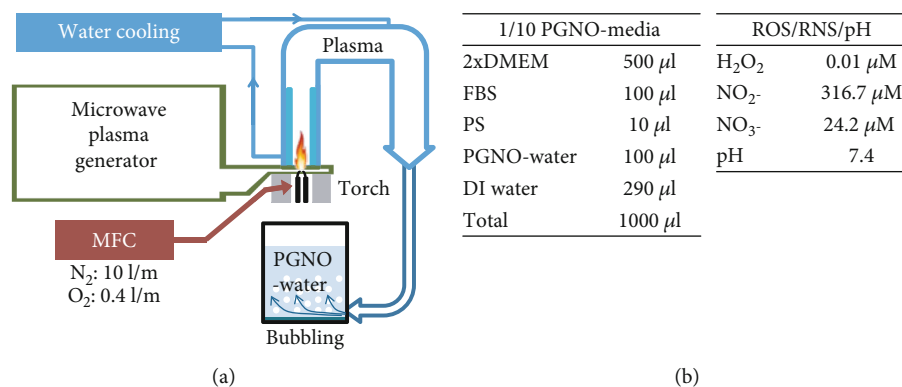 Water cooling
Plasma
Microwave
plasma
generator
Torch
MFC
N₂: 10 l/m
O₂: 0.4 l/m
PGNO
-water
Bubbling
(a)
1/10 PGNO-media
2xDMEM 500 μl
FBS 100 μl
PS 10 μl
PGNO-water 100 μl
DI water 290 μl
Total 1000 μl
ROS/RNS/pH
H₂O₂ 0.01 μM
NO₂- 316.7 μM
NO₃- 24.2 μM
pH 7.4
(b)